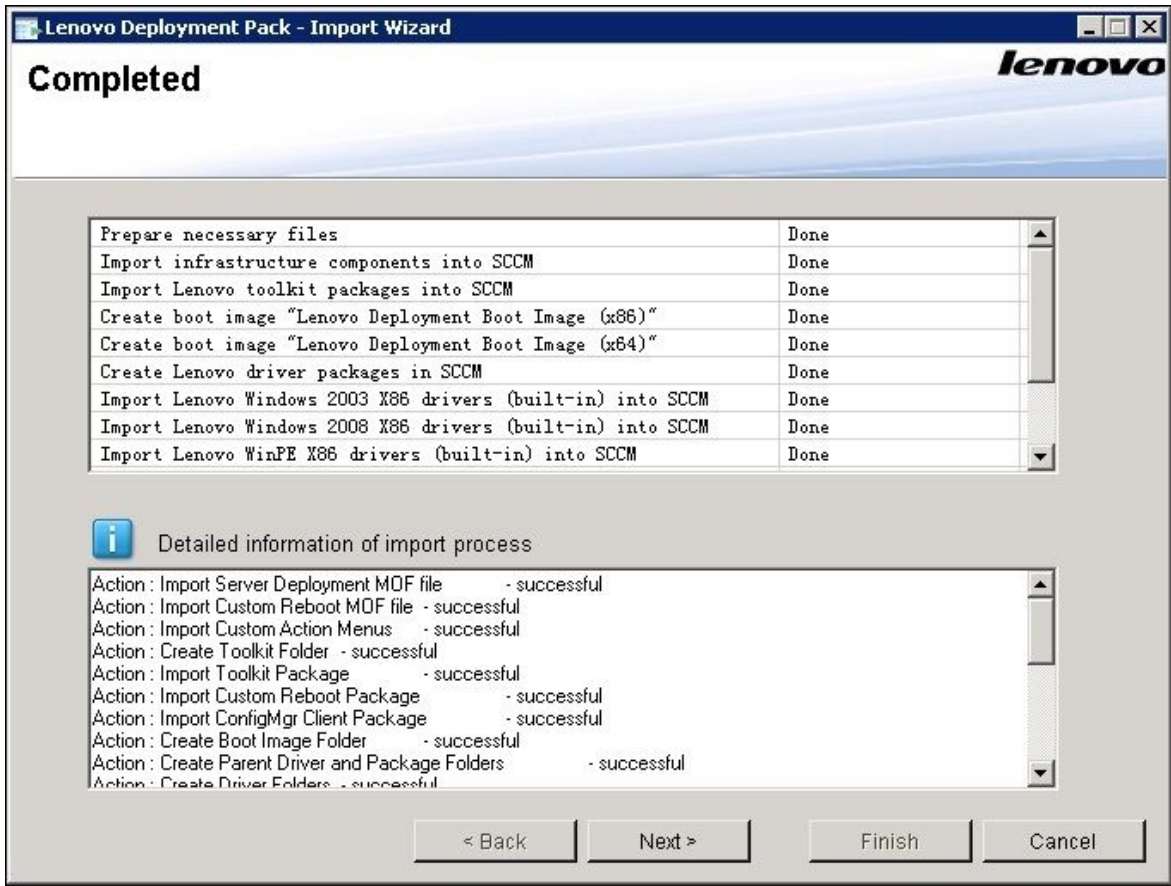 Lenovo Deployment Pack - Import Wizard
Completed
lenovo
Prepare necessary files Done
Import infrastructure components into SCCM Done
Import Lenovo toolkit packages into SCCM Done
Create boot image "Lenovo Deployment Boot Image (x86)" Done
Create boot image "Lenovo Deployment Boot Image (x64)" Done
Create Lenovo driver packages in SCCM Done
Import Lenovo Windows 2003 X86 drivers (built-in) into SCCM Done
Import Lenovo Windows 2008 X86 drivers (built-in) into SCCM Done
Import Lenovo WinPE X86 drivers (built-in) into SCCM Done
i Detailed information of import process
Action : Import Server Deployment MOF file - successful
Action : Import Custom Reboot MOF file - successful
Action : Import Custom Action Menus - successful
Action : Create Toolkit Folder - successful
Action : Import Toolkit Package - successful
Action : Import Custom Reboot Package - successful
Action : Import ConfigMgr Client Package - successful
Action : Create Boot Image Folder - successful
Action : Create Parent Driver and Package Folders - successful
Action : Create Driver Folders - successful
< Back Next > Finish Cancel